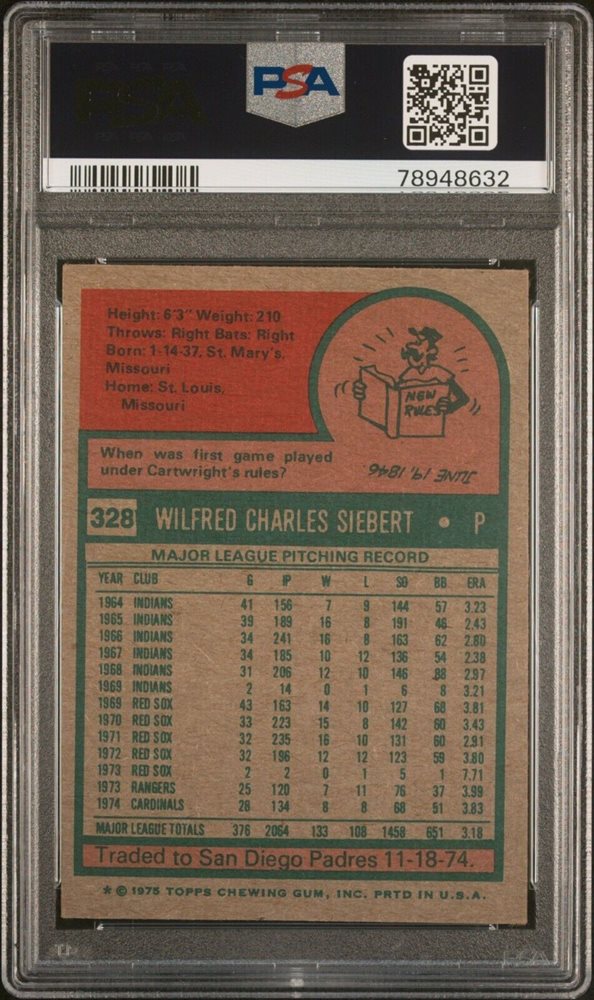 PSA
78948632
Height: 6'3" Weight: 210
Throws: Right Bats: Right
Born: 1-14-37, St. Mary's,
Missouri
Home: St. Louis,
Missouri
NEW
RULES
When was first game played
under Cartwright's rules?
JUNE 19, 1846
328 WILFRED CHARLES SIEBERT • P
MAJOR LEAGUE PITCHING RECORD
YEAR CLUB G IP W L SO BB ERA
1964 INDIANS 41 156 7 9 144 57 3.23
1965 INDIANS 39 189 16 8 191 46 2.43
1966 INDIANS 34 241 16 8 163 62 2.80
1967 INDIANS 34 185 10 12 136 54 2.38
1968 INDIANS 31 206 12 10 146 88 2.97
1969 INDIANS 2 14 0 1 6 8 3.21
1969 RED SOX 43 163 14 10 127 68 3.81
1970 RED SOX 33 223 15 8 142 60 3.43
1971 RED SOX 32 235 16 10 131 60 2.91
1972 RED SOX 32 196 12 12 123 59 3.80
1973 RED SOX 2 2 0 1 5 1 7.71
1973 RANGERS 25 120 7 11 76 37 3.99
1974 CARDINALS 28 134 8 8 68 51 3.83
MAJOR LEAGUE TOTALS 376 2064 133 108 1458 651 3.18
Traded to San Diego Padres 11-18-74.
* © 1975 TOPPS CHEWING GUM, INC. PRTD IN U.S.A.